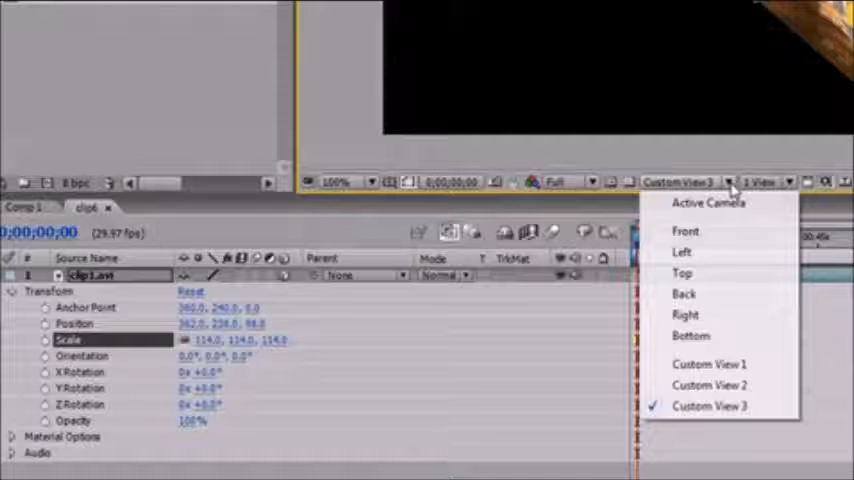 8 bpc
100%
0;00;00;00
Full
Custom View 3
1 View
Active Camera
Front
Left
Top
Back
Right
Bottom
Custom View 1
Custom View 2
Custom View 3
Comp 1
clip6
0;00;00;00 (29.97 fps)
00:45s
# Source Name Parent Mode T TrkMat
1 clip1.avi None Normal
Transform Reset
Anchor Point 360.0, 240.0, 0.0
Position 362.0, 238.0, 98.0
Scale 114.0, 114.0, 114.0
Orientation 0.0°, 0.0°, 0.0°
X Rotation 0x +0.0°
Y Rotation 0x +0.0°
Z Rotation 0x +0.0°
Opacity 100%
Material Options
Audio